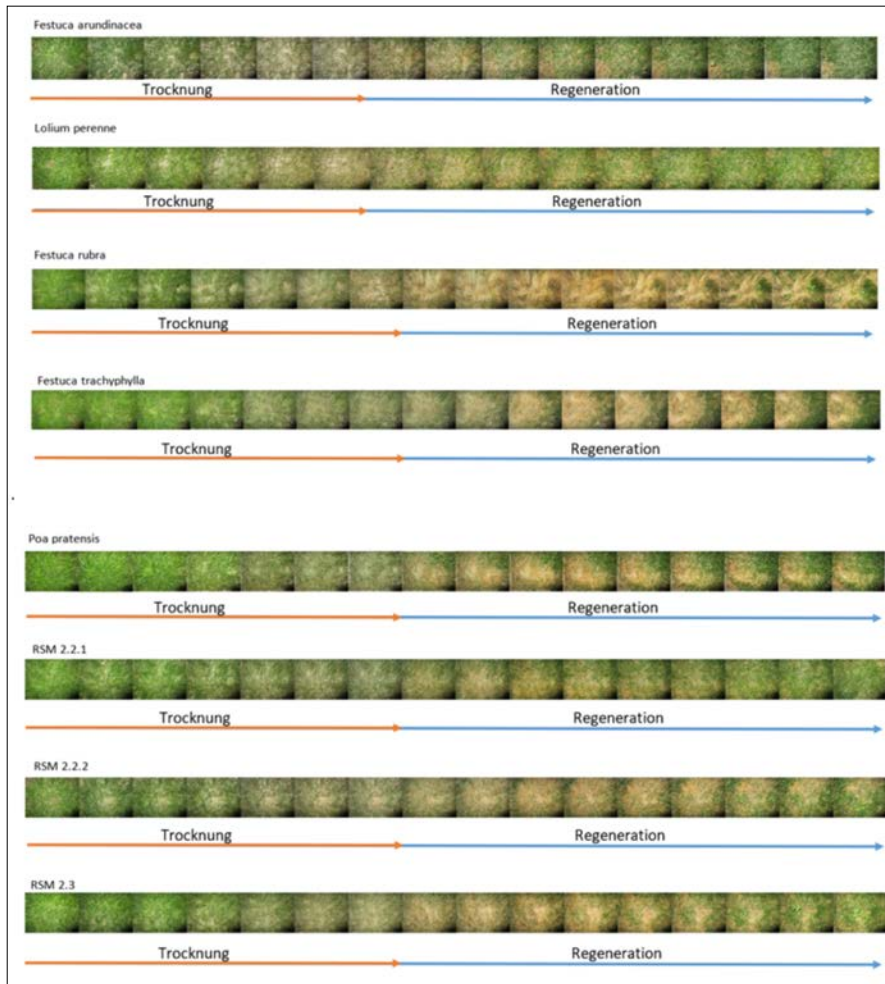 Festuca arundinacea
Trocknung Regeneration
Lolium perenne
Trocknung Regeneration
Festuca rubra
Trocknung Regeneration
Festuca trachyphylla
Trocknung Regeneration
.
Poa pratensis
Trocknung Regeneration
RSM 2.2.1
Trocknung Regeneration
RSM 2.2.2
Trocknung Regeneration
RSM 2.3
Trocknung Regeneration